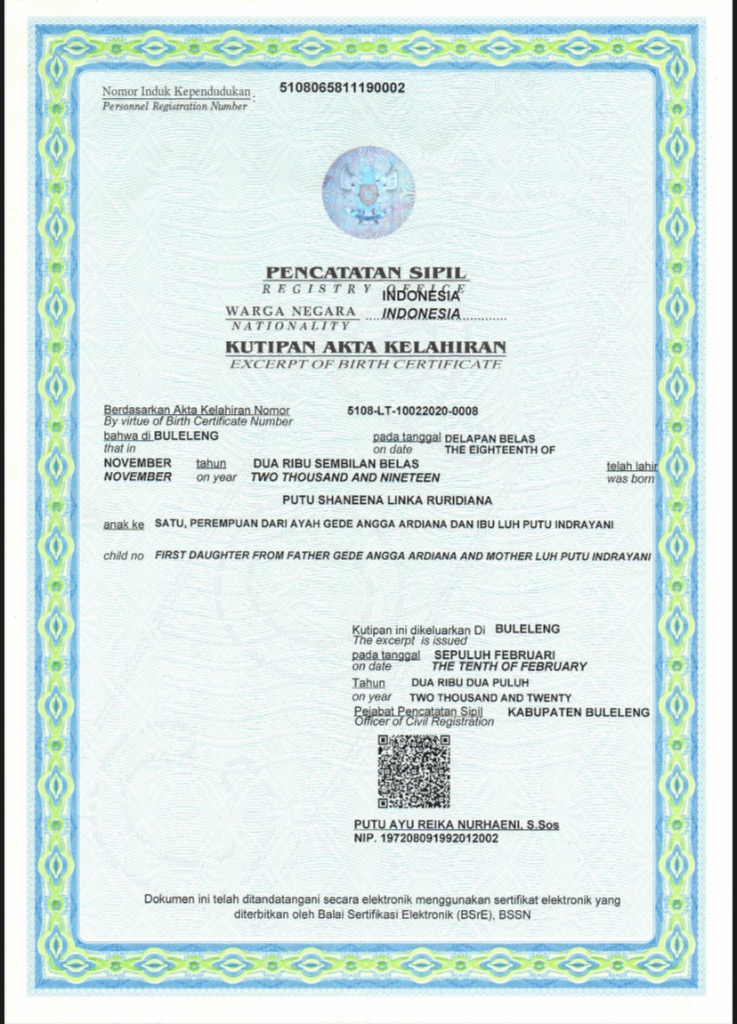 Nomor Induk Kependudukan : 5108065811190002
Personnel Registration Number
PENCATATAN SIPIL
REGISTRY OFFICE
INDONESIA
WARGA NEGARA INDONESIA
NATIONALITY
KUTIPAN AKTA KELAHIRAN
EXCERPT OF BIRTH CERTIFICATE
Berdasarkan Akta Kelahiran Nomor 5108-LT-10022020-0008
By virtue of Birth Certificate Number
bahwa di BULELENG pada tanggal DELAPAN BELAS
that in on date THE EIGHTEENTH OF
NOVEMBER tahun DUA RIBU SEMBILAN BELAS telah lahir
NOVEMBER on year TWO THOUSAND AND NINETEEN was born
PUTU SHANEENA LINKA RURIDIANA
anak ke SATU, PEREMPUAN DARI AYAH GEDE ANGGA ARDIANA DAN IBU LUH PUTU INDRAYANI
child no FIRST DAUGHTER FROM FATHER GEDE ANGGA ARDIANA AND MOTHER LUH PUTU INDRAYANI
Kutipan ini dikeluarkan Di BULELENG
The excerpt is issued
pada tanggal SEPULUH FEBRUARI
on date THE TENTH OF FEBRUARY
Tahun DUA RIBU DUA PULUH
on year TWO THOUSAND AND TWENTY
Pejabat Pencatatan Sipil KABUPATEN BULELENG
Officer of Civil Registration
PUTU AYU REIKA NURHAENI, S.Sos
NIP. 197208091992012002
Dokumen ini telah ditandatangani secara elektronik menggunakan sertifikat elektronik yang
diterbitkan oleh Balai Sertifikasi Elektronik (BSrE), BSSN